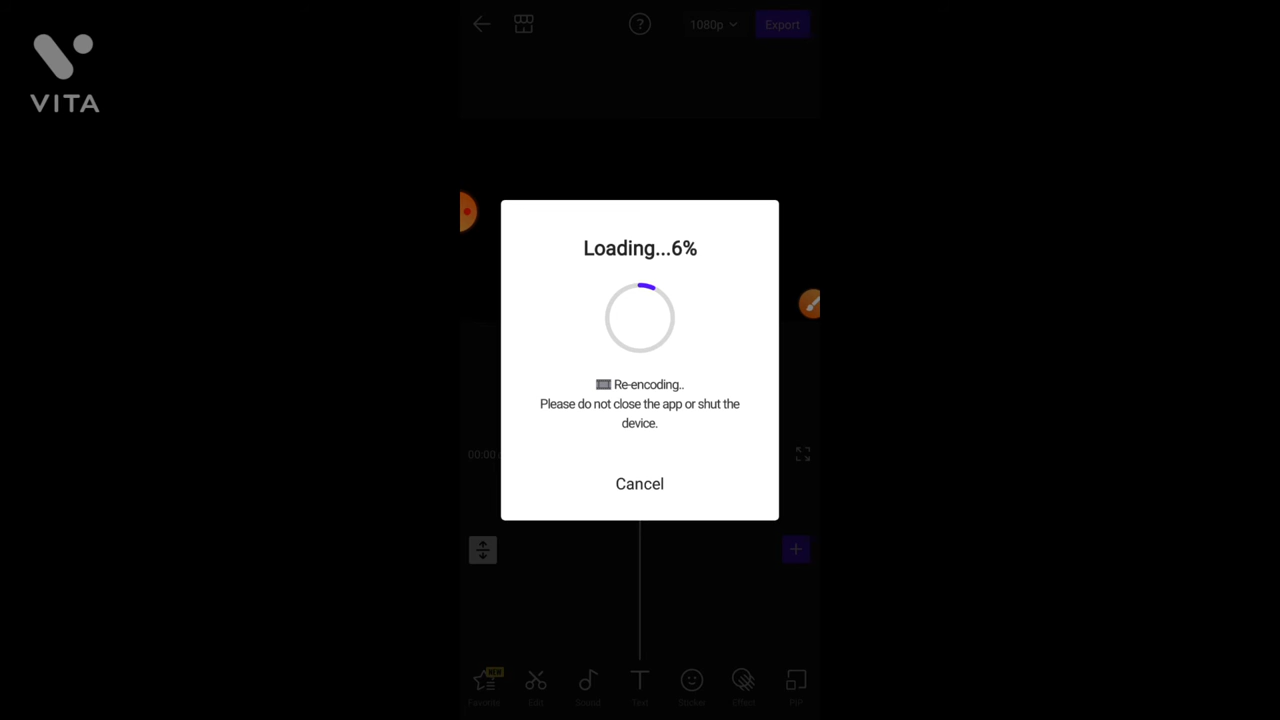 VITA
1080p
Export
Loading...6%
Re-encoding..
Please do not close the app or shut the
device.
00:00
Cancel
Favorite
Edit
Sound
Text
Sticker
Effect
PIP